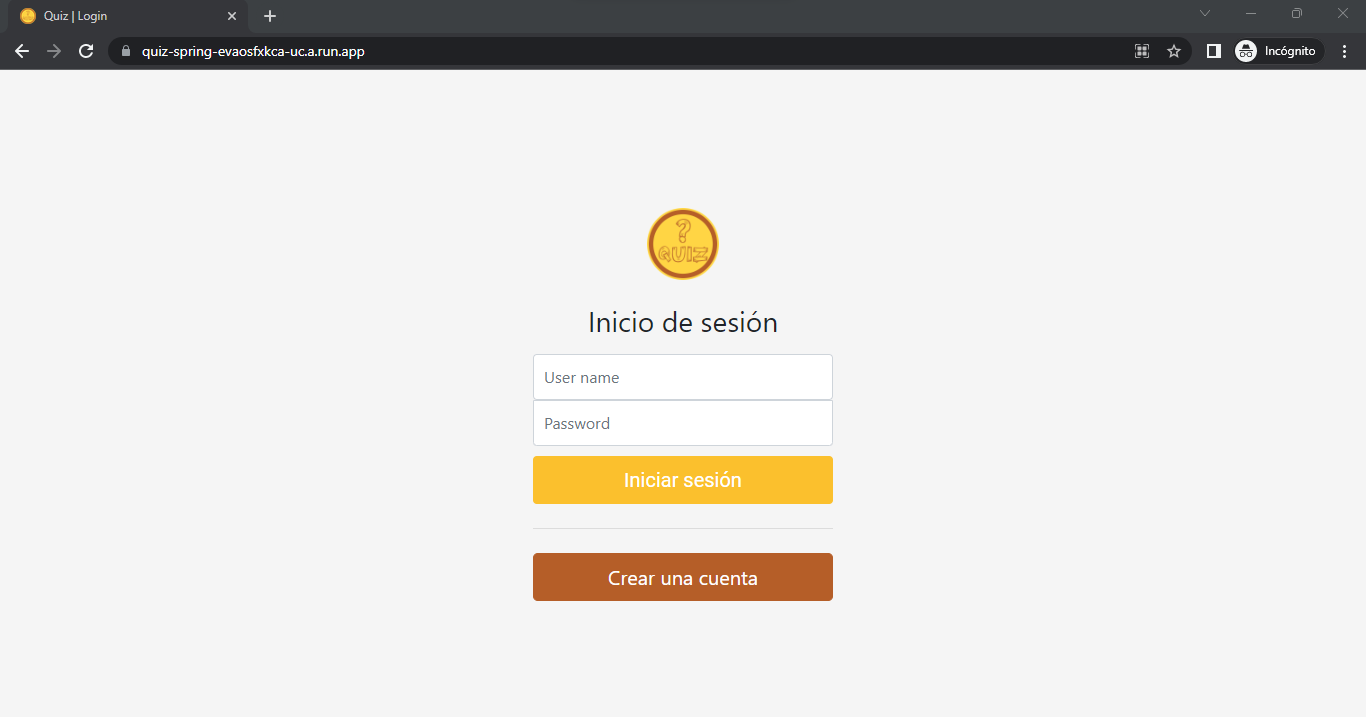 Quiz | Login
quiz-spring-evaosfxkca-uc.a.run.app
Incógnito
?
QUIZ
Inicio de sesión
User name
Password
Iniciar sesión
Crear una cuenta